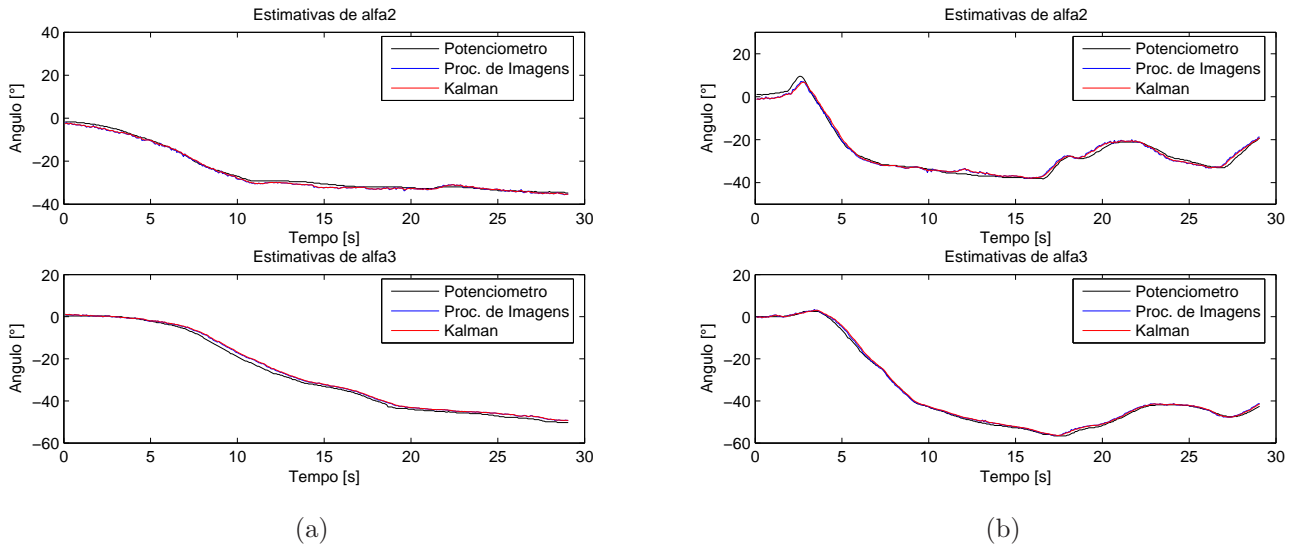 Estimativas de alfa2
40
20
0
−20
−40
Angulo [°]
Potenciometro
Proc. de Imagens
Kalman
0 5 10 15 20 25 30
Tempo [s]
Estimativas de alfa3
20
0
−20
−40
−60
Angulo [°]
Potenciometro
Proc. de Imagens
Kalman
0 5 10 15 20 25 30
Tempo [s]
(a)
Estimativas de alfa2
20
0
−20
−40
Angulo [°]
Potenciometro
Proc. de Imagens
Kalman
0 5 10 15 20 25 30
Tempo [s]
Estimativas de alfa3
20
0
−20
−40
−60
Angulo [°]
Potenciometro
Proc. de Imagens
Kalman
0 5 10 15 20 25 30
Tempo [s]
(b)